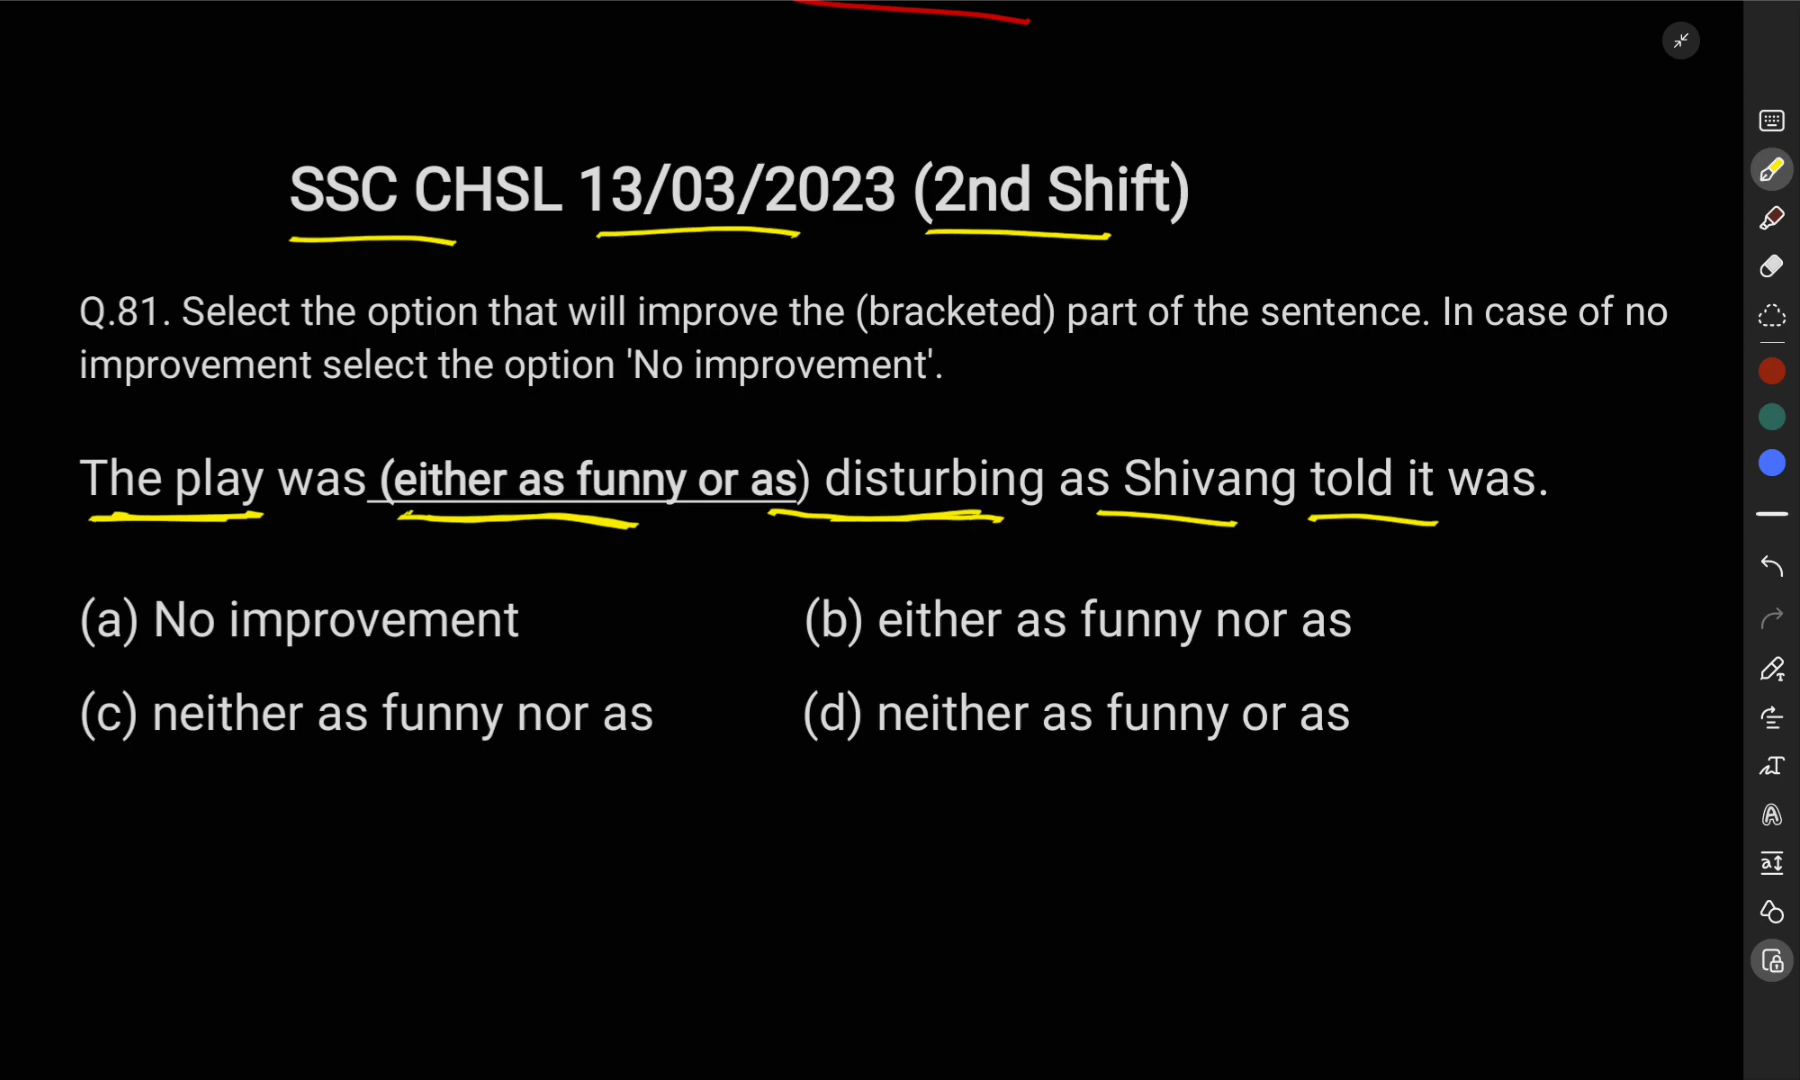 SSC CHSL 13/03/2023 (2nd Shift)
Q.81. Select the option that will improve the (bracketed) part of the sentence. In case of no
improvement select the option 'No improvement'.
The play was (either as funny or as) disturbing as Shivang told it was.
(a) No improvement (b) either as funny nor as
(c) neither as funny nor as (d) neither as funny or as